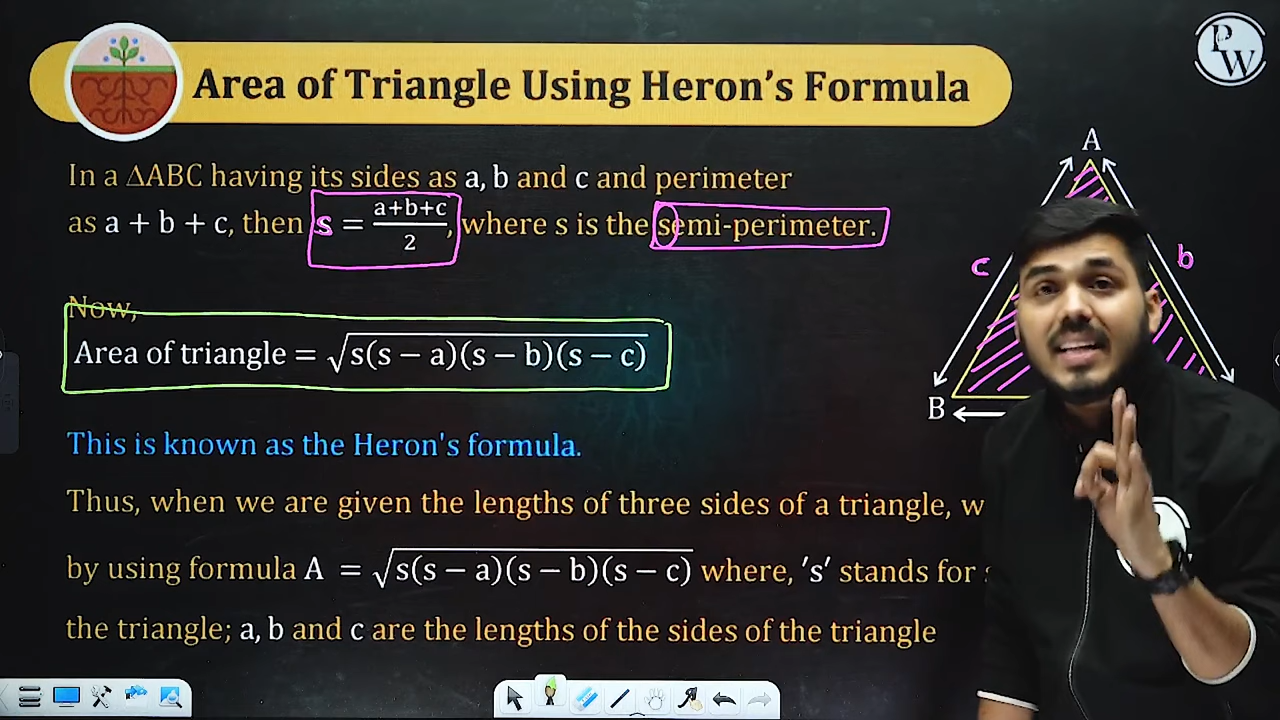 PW
Area of Triangle Using Heron's Formula
A
In a ΔABC having its sides as a, b and c and perimeter
as a + b + c, then s = a+b+c/2, where s is the semi-perimeter.
c
b
Now,
Area of triangle = √s(s − a)(s − b)(s − c)
B
This is known as the Heron's formula.
Thus, when we are given the lengths of three sides of a triangle, w
by using formula A = √s(s − a)(s − b)(s − c) where, 's' stands for
the triangle; a, b and c are the lengths of the sides of the triangle